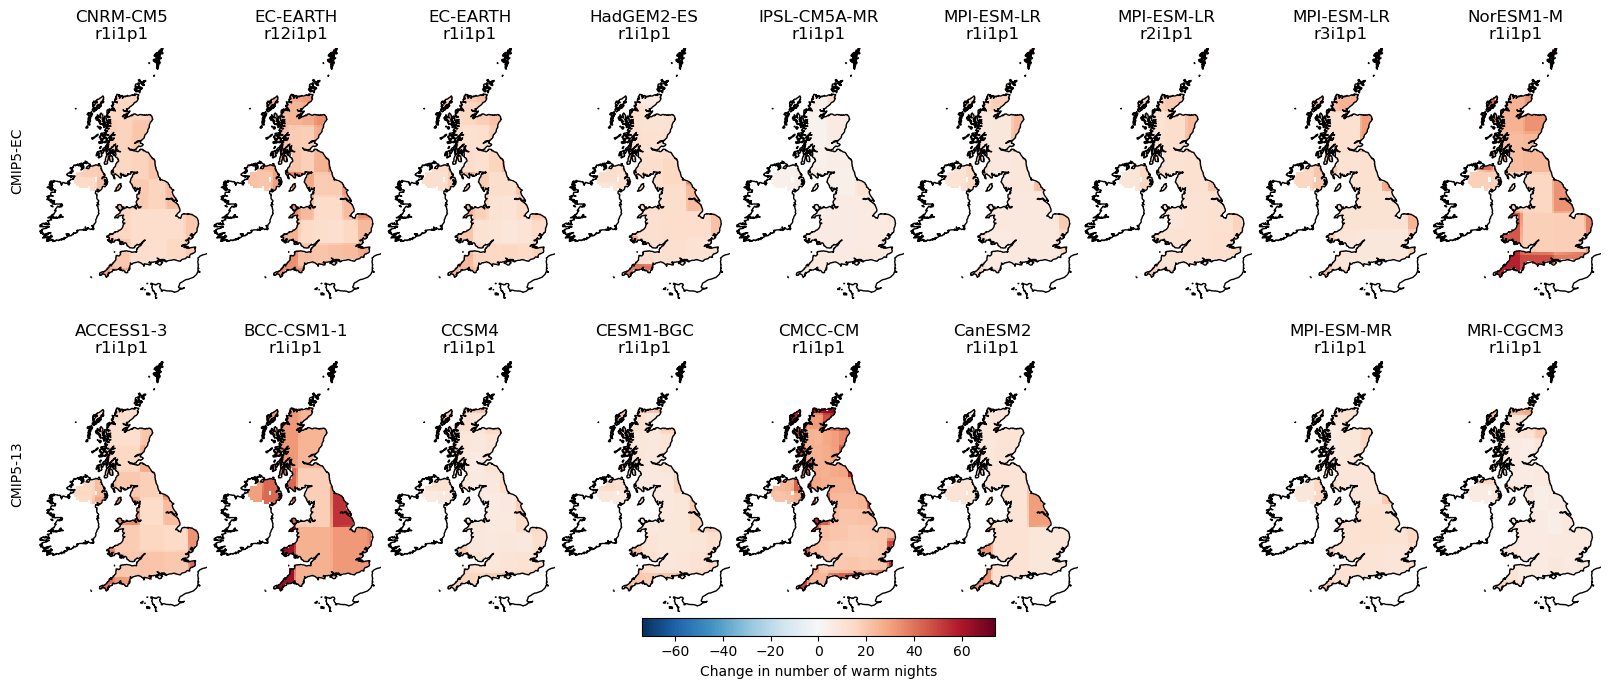 CNRM-CM5
r1i1p1
EC-EARTH
r12i1p1
EC-EARTH
r1i1p1
HadGEM2-ES
r1i1p1
IPSL-CM5A-MR
r1i1p1
MPI-ESM-LR
r1i1p1
MPI-ESM-LR
r2i1p1
MPI-ESM-LR
r3i1p1
NorESM1-M
r1i1p1
CMIP5-EC
ACCESS1-3
r1i1p1
BCC-CSM1-1
r1i1p1
CCSM4
r1i1p1
CESM1-BGC
r1i1p1
CMCC-CM
r1i1p1
CanESM2
r1i1p1
MPI-ESM-MR
r1i1p1
MRI-CGCM3
r1i1p1
CMIP5-13
−60 −40 −20 0 20 40 60
Change in number of warm nights